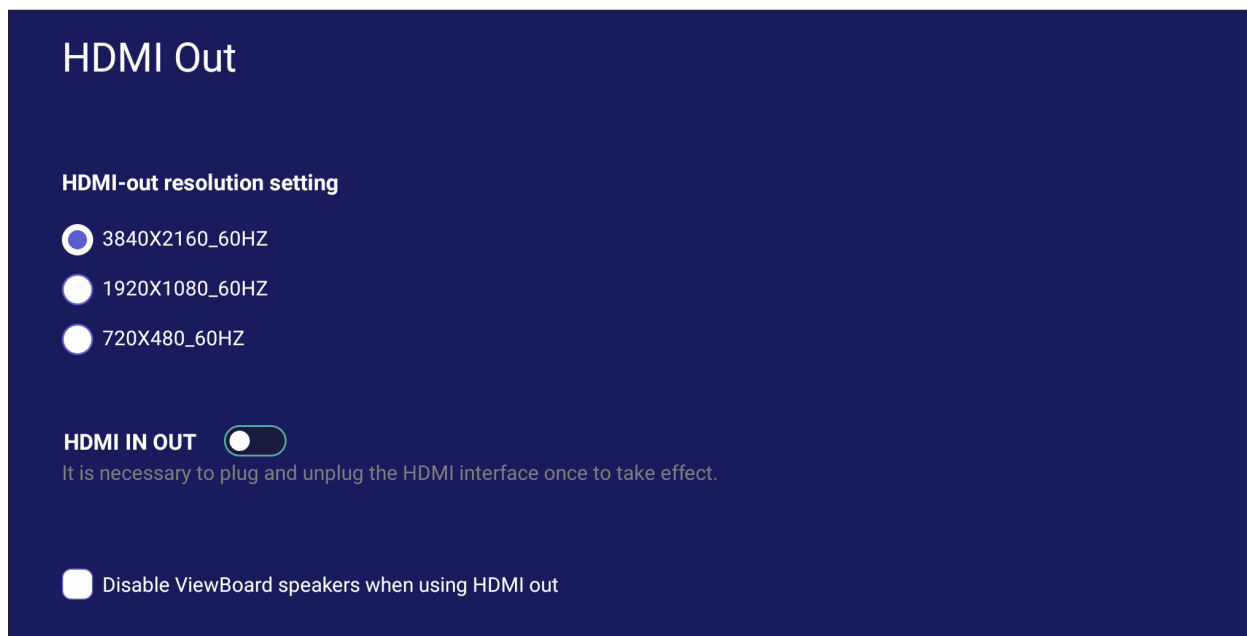 HDMI Out
HDMI-out resolution setting
3840X2160_60HZ
1920X1080_60HZ
720X480_60HZ
HDMI IN OUT
It is necessary to plug and unplug the HDMI interface once to take effect.
Disable ViewBoard speakers when using HDMI out